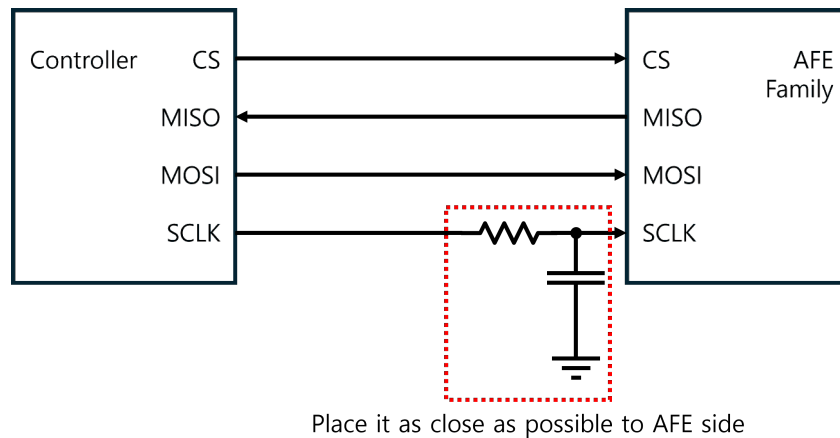 Controller
CS
MISO
MOSI
SCLK
CS
MISO
MOSI
SCLK
AFE
Family
Place it as close as possible to AFE side